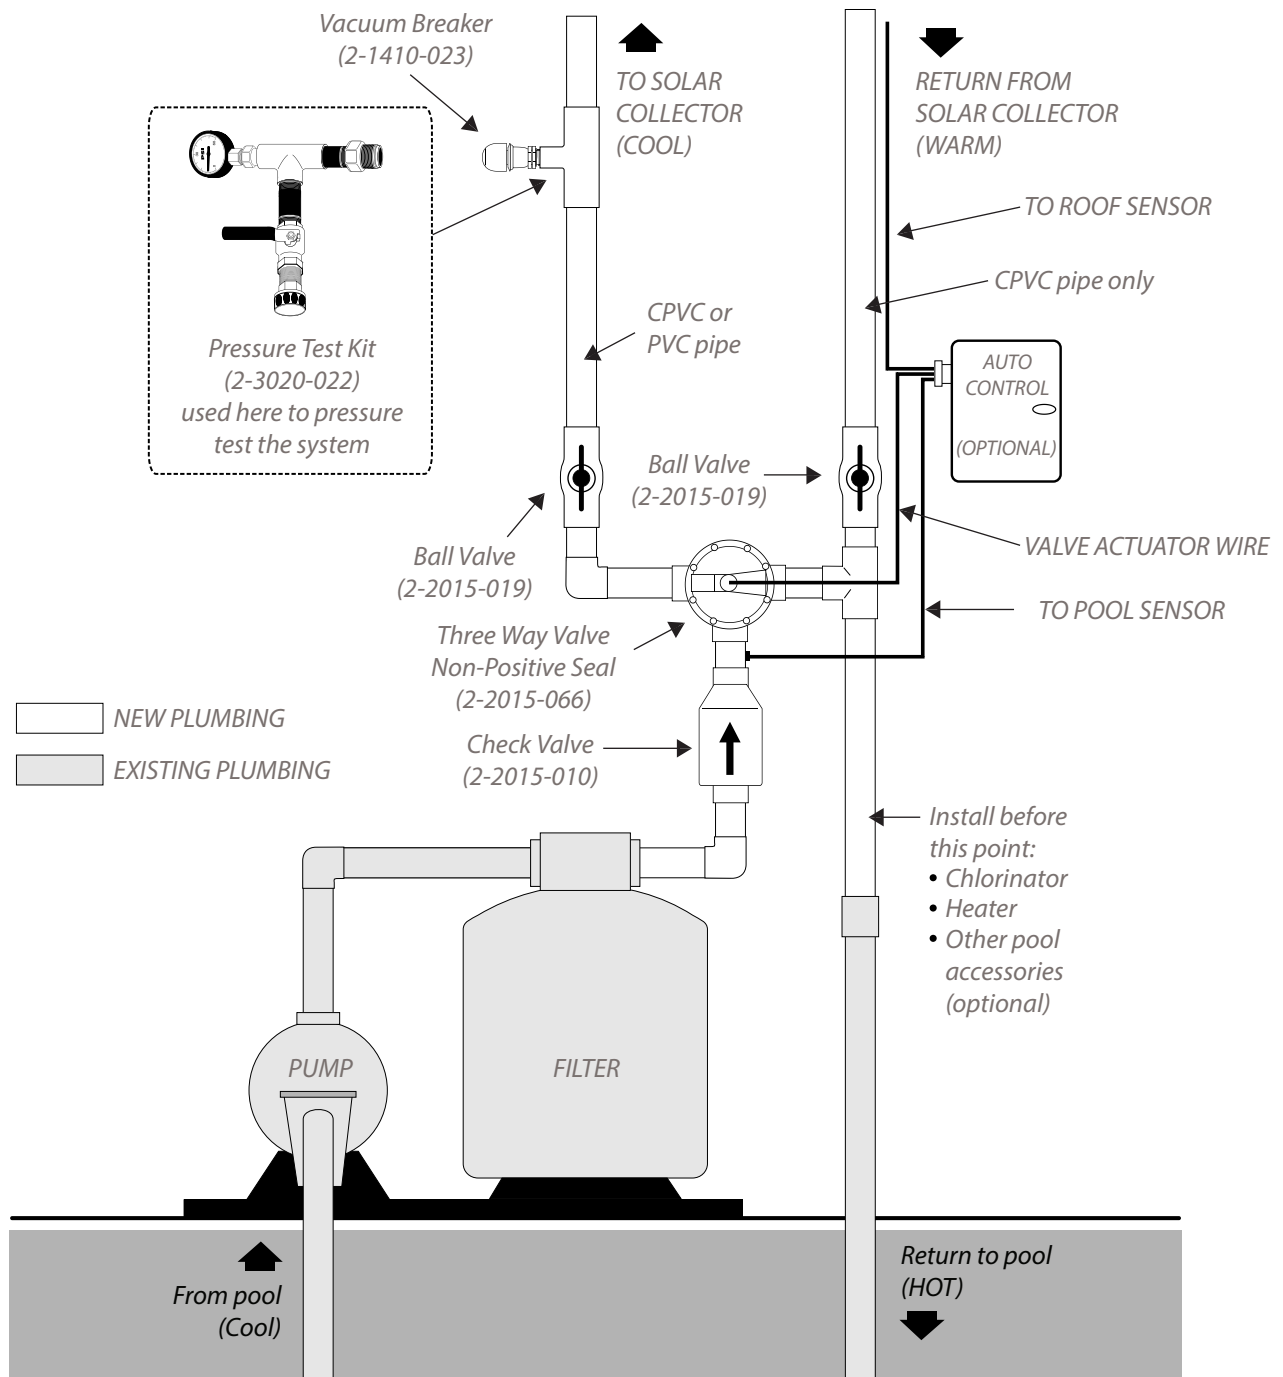 Vacuum Breaker
(2-1410-023)
TO SOLAR
COLLECTOR
(COOL)
RETURN FROM
SOLAR COLLECTOR
(WARM)
TO ROOF SENSOR
CPVC pipe only
CPVC or
PVC pipe
Pressure Test Kit
(2-3020-022)
used here to pressure
test the system
AUTO
CONTROL
(OPTIONAL)
Ball Valve
(2-2015-019)
Ball Valve
(2-2015-019)
VALVE ACTUATOR WIRE
TO POOL SENSOR
Three Way Valve
Non-Positive Seal
(2-2015-066)
NEW PLUMBING
EXISTING PLUMBING
Check Valve
(2-2015-010)
Install before
this point:
• Chlorinator
• Heater
• Other pool
accessories
(optional)
PUMP
FILTER
From pool
(Cool)
Return to pool
(HOT)